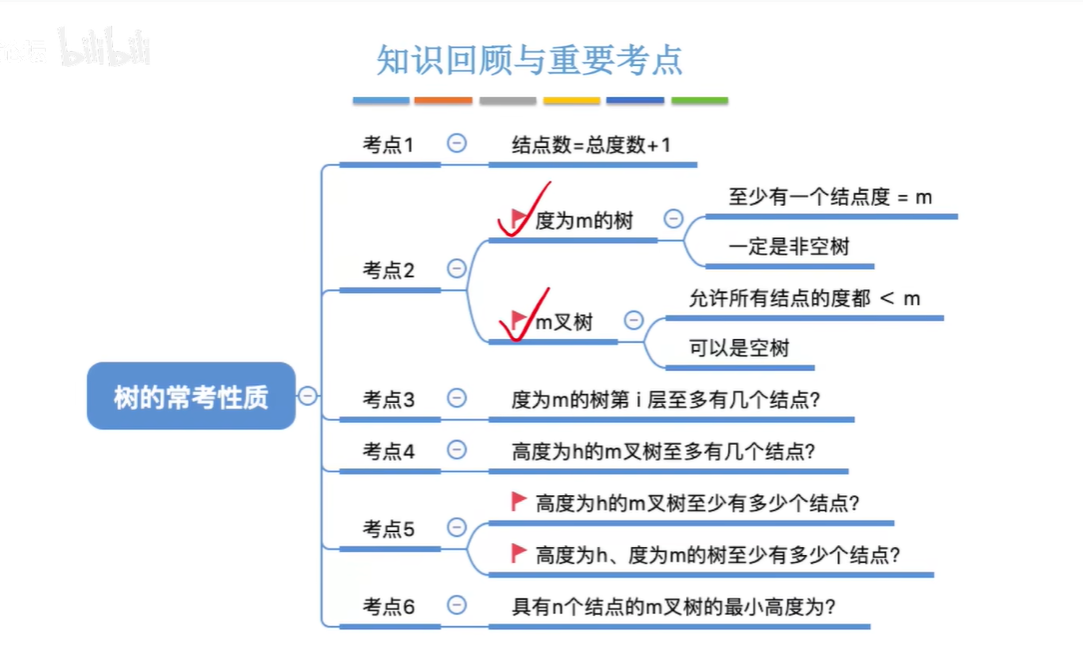 bilibili
知识回顾与重要考点
树的常考性质
考点1
结点数=总度数+1
考点2
度为m的树
至少有一个结点度 = m
一定是非空树
m叉树
允许所有结点的度都 < m
可以是空树
考点3
度为m的树第 i 层至多有几个结点?
考点4
高度为h的m叉树至多有几个结点?
考点5
高度为h的m叉树至少有多少个结点?
高度为h、度为m的树至少有多少个结点?
考点6
具有n个结点的m叉树的最小高度为?